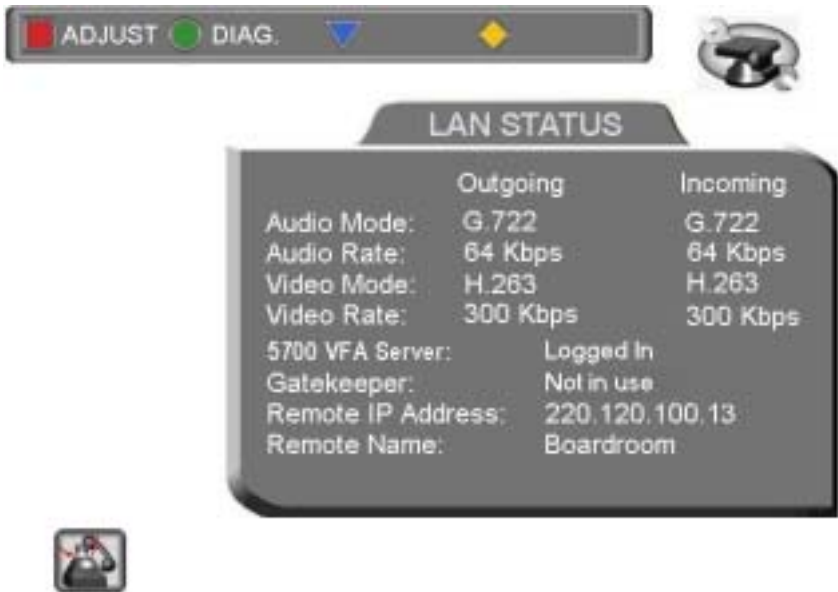 ADJUST DIAG.
LAN STATUS
Outgoing Incoming
Audio Mode: G.722 G.722
Audio Rate: 64 Kbps 64 Kbps
Video Mode: H.263 H.263
Video Rate: 300 Kbps 300 Kbps
5700 VFA Server: Logged In
Gatekeeper: Not in use
Remote IP Address: 220.120.100.13
Remote Name: Boardroom